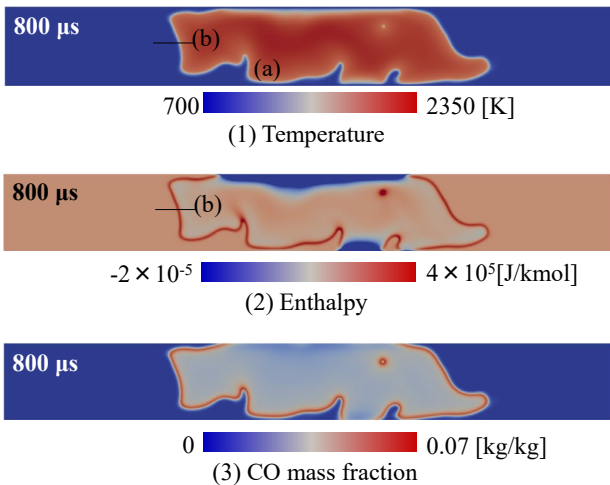 800 μs
(b)
(a)
700
2350 [K]
(1) Temperature
800 μs
(b)
-2×10⁻⁵
4×10⁵[J/kmol]
(2) Enthalpy
800 μs
0
0.07 [kg/kg]
(3) CO mass fraction